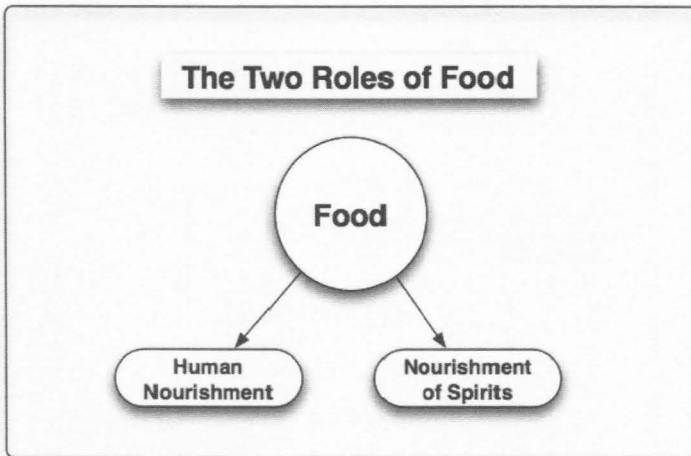 The Two Roles of Food
Food
Human
Nourishment
Nourishment
of Spirits